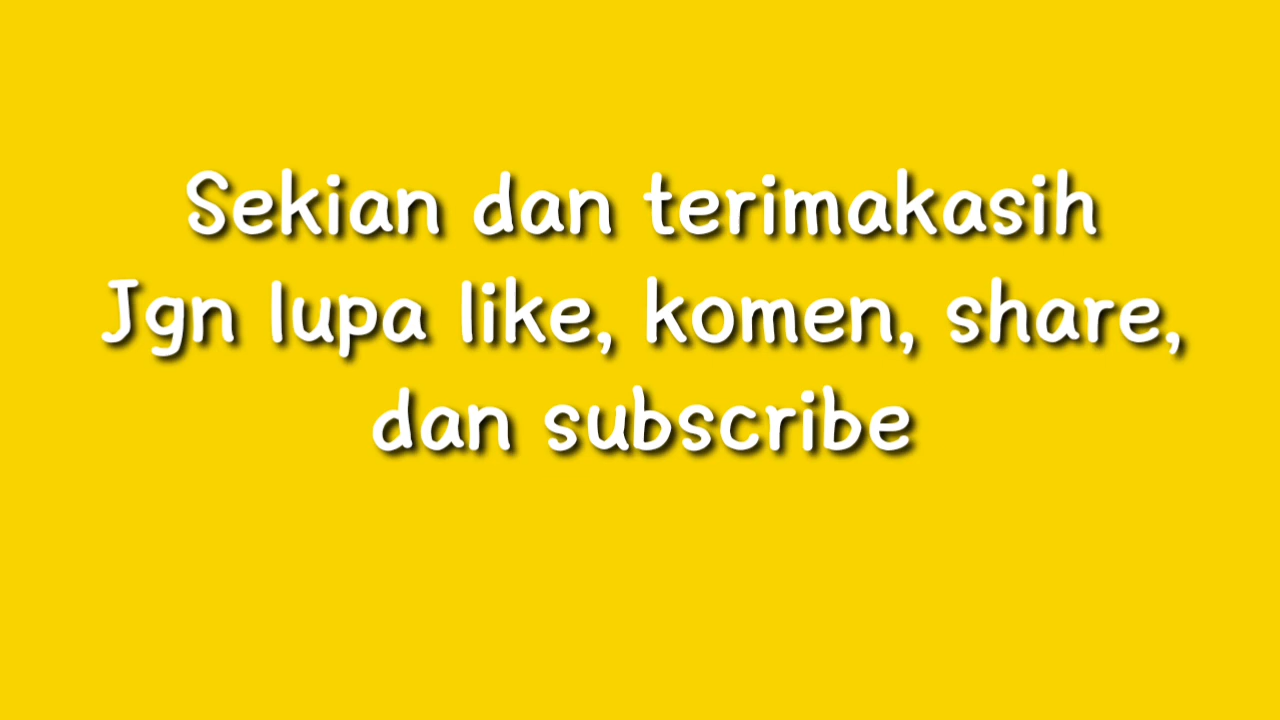 Sekian dan terimakasih
Jgn lupa like, komen, share,
dan subscribe